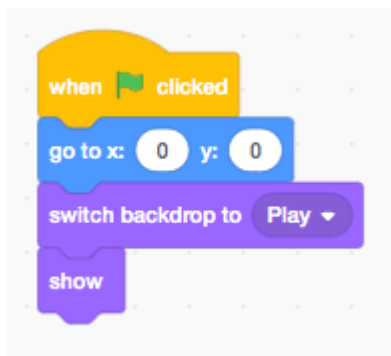 when clicked
go to x: 0 y: 0
switch backdrop to Play
show